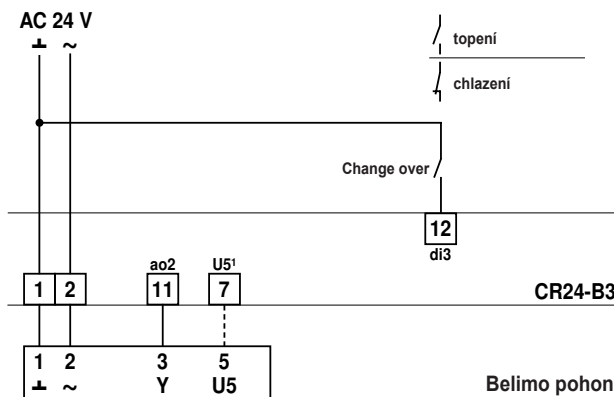 AC 24 V
⊥ ~
topení
chlazení
Change over
12
di3
ao2 U5¹
1 2 11 7
CR24-B3
1 2 3 5
⊥ ~ Y U5
Belimo pohon